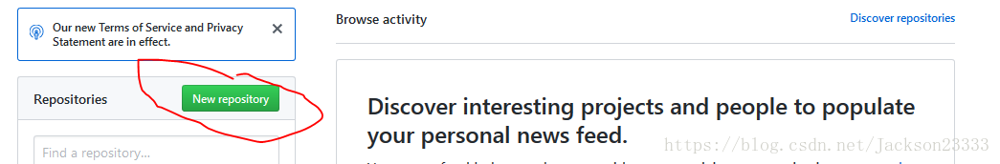 Our new Terms of Service and Privacy
Statement are in effect.
Repositories
New repository
Find a repository...
Browse activity
Discover repositories
Discover interesting projects and people to populate
your personal news feed.
https://blog.csdn.net/Jackson23333